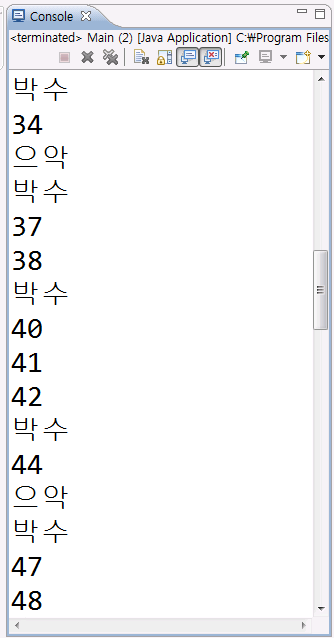 Console
<terminated> Main (2) [Java Application] C:₩Program Files
박수
34
으악
박수
37
38
박수
40
41
42
박수
44
으악
박수
47
48